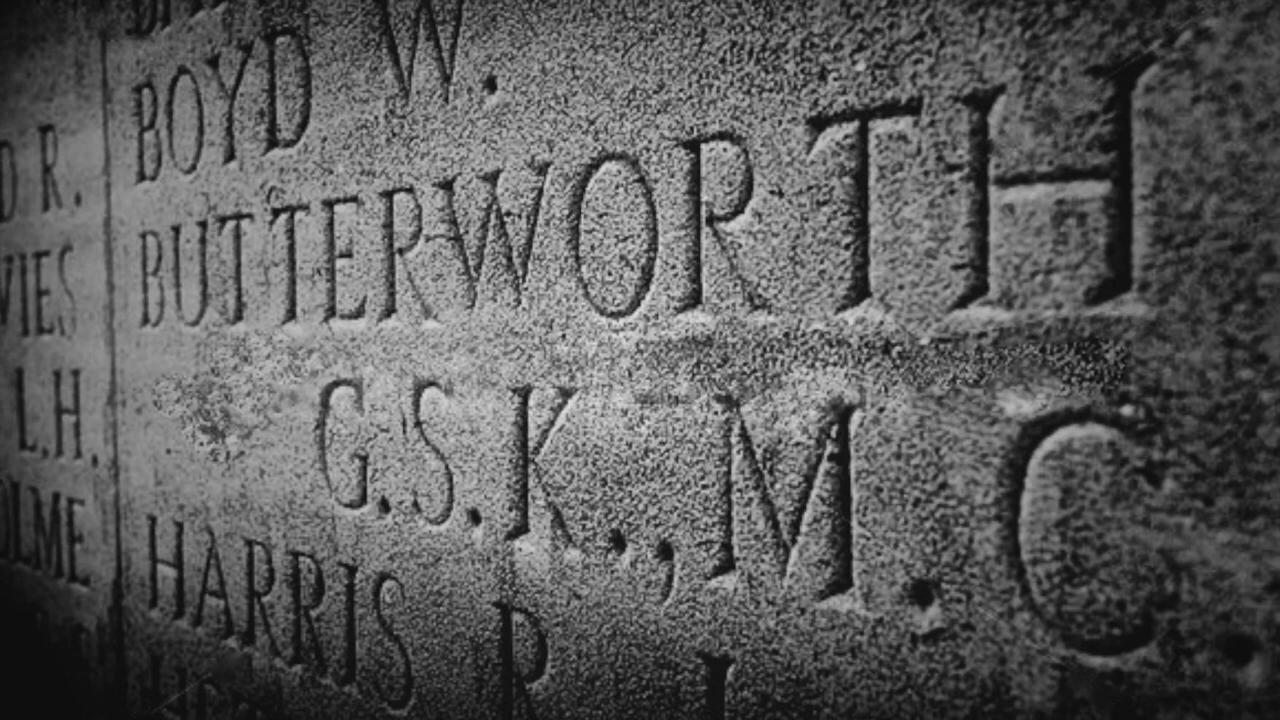 D R.
VIES
L.H.
OLME
BOYD W.
BUTTERWORTH
G.S.K., M.C.
HARRIS R. J.